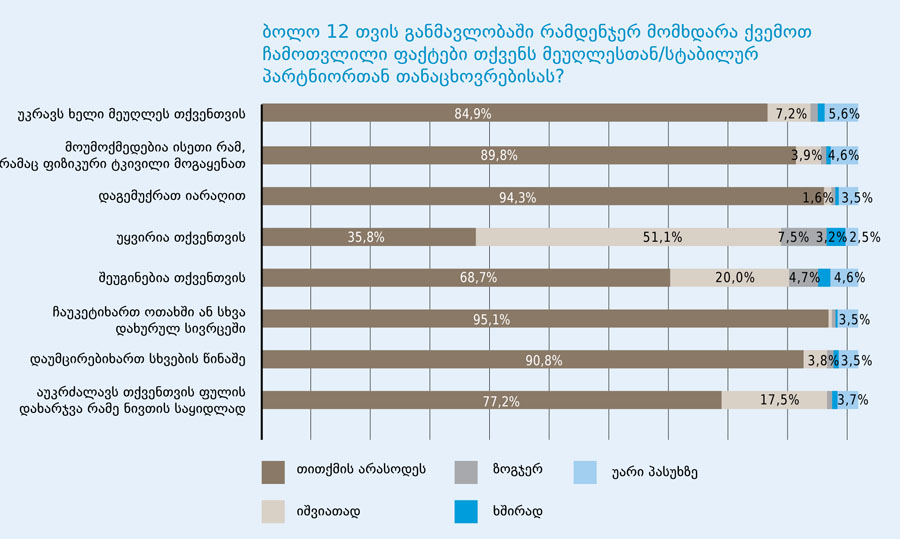 ბოლო 12 თვის განმავლობაში რამდენჯერ მომხდარა ქვემოთ
ჩამოთვლილი ფაქტები თქვენს მეუღლესთან/სტაბილურ
პარტნიორთან თანაცხოვრებისას?
უკრავს ხელი მეუღლეს თქვენთვის
84,9% 7,2% 5,6%
მოუმოქმედებია ისეთი რამ,
რამაც ფიზიკური ტკივილი მოგაყენათ
89,8% 3,9% 4,6%
დაგემუქრათ იარაღით
94,3% 1,6% 3,5%
უყვირია თქვენთვის
35,8% 51,1% 7,5% 3,2% 2,5%
შეუგინებია თქვენთვის
68,7% 20,0% 4,7% 4,6%
ჩაუკეტიხართ ოთახში ან სხვა
დახურულ სივრცეში
95,1% 3,5%
დაუმცირებიხართ სხვების წინაშე
90,8% 3,8% 3,5%
აუკრძალავს თქვენთვის ფულის
დახარჯვა რამე ნივთის საყიდლად
77,2% 17,5% 3,7%
თითქმის არასოდეს ზოგჯერ უარი პასუხზე
იშვიათად ხშირად